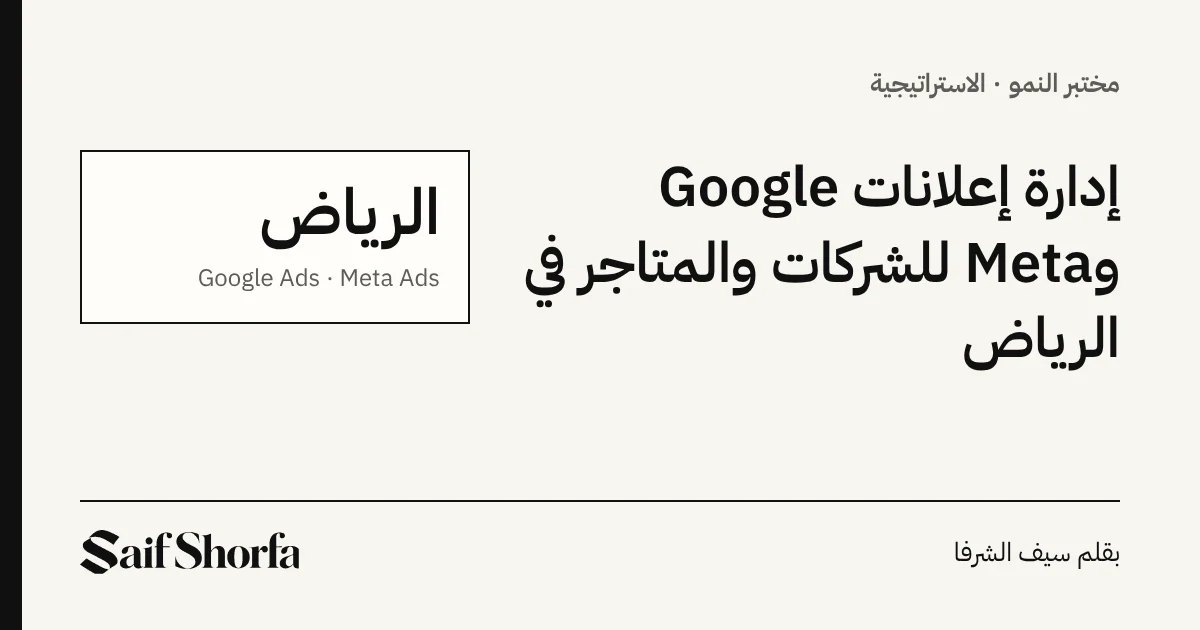 مختبر النمو · الاستراتيجية
إدارة إعلانات Google
وMeta للشركات والمتاجر في
الرياض
الرياض
Google Ads · Meta Ads
بقلم سيف الشرفا
Saif Shorfa